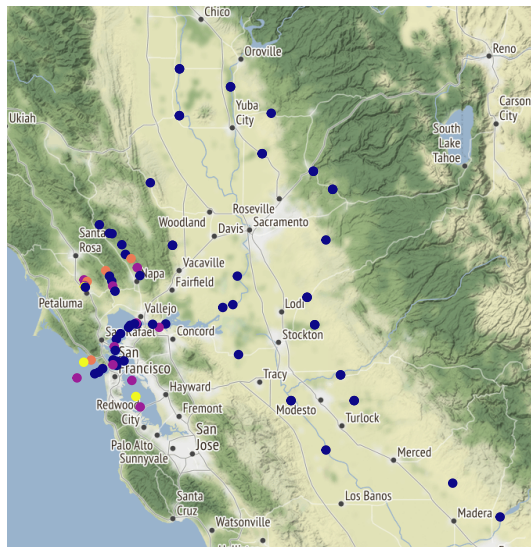 Chico
Oroville
Reno
Carson
City
Ukiah
Yuba
City
South
Lake
Tahoe
Roseville
Woodland
Sacramento
Santa
Rosa
Davis
Vacaville
Napa
Fairfield
Petaluma
Vallejo
Lodi
San Rafael
Concord
Stockton
San
Francisco
Tracy
Hayward
Modesto
Redwood
City
Fremont
Turlock
Palo Alto
San
Jose
Sunnyvale
Merced
Santa
Cruz
Los Banos
Madera
Watsonville